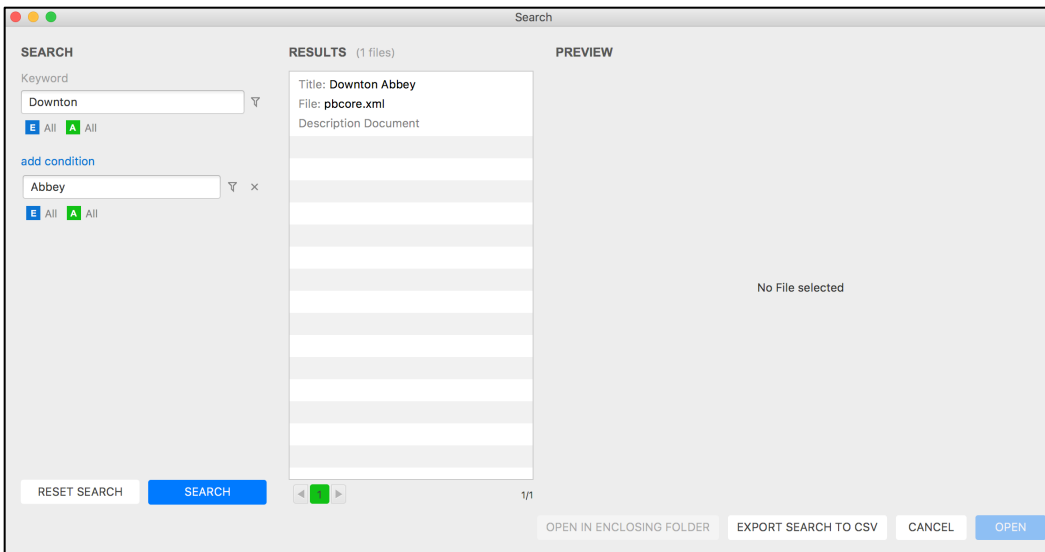 Search
SEARCH
Keyword
Downton
E All A All
add condition
Abbey
E All A All
RESET SEARCH SEARCH
RESULTS (1 files)
Title: Downton Abbey
File: pbcore.xml
Description Document
1 1/1
PREVIEW
No File selected
OPEN IN ENCLOSING FOLDER EXPORT SEARCH TO CSV CANCEL OPEN